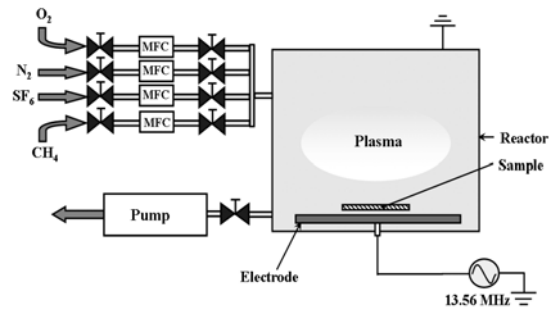 O2
N2
SF6
CH4
MFC
MFC
MFC
MFC
Plasma
Reactor
Sample
Pump
Electrode
13.56 MHz